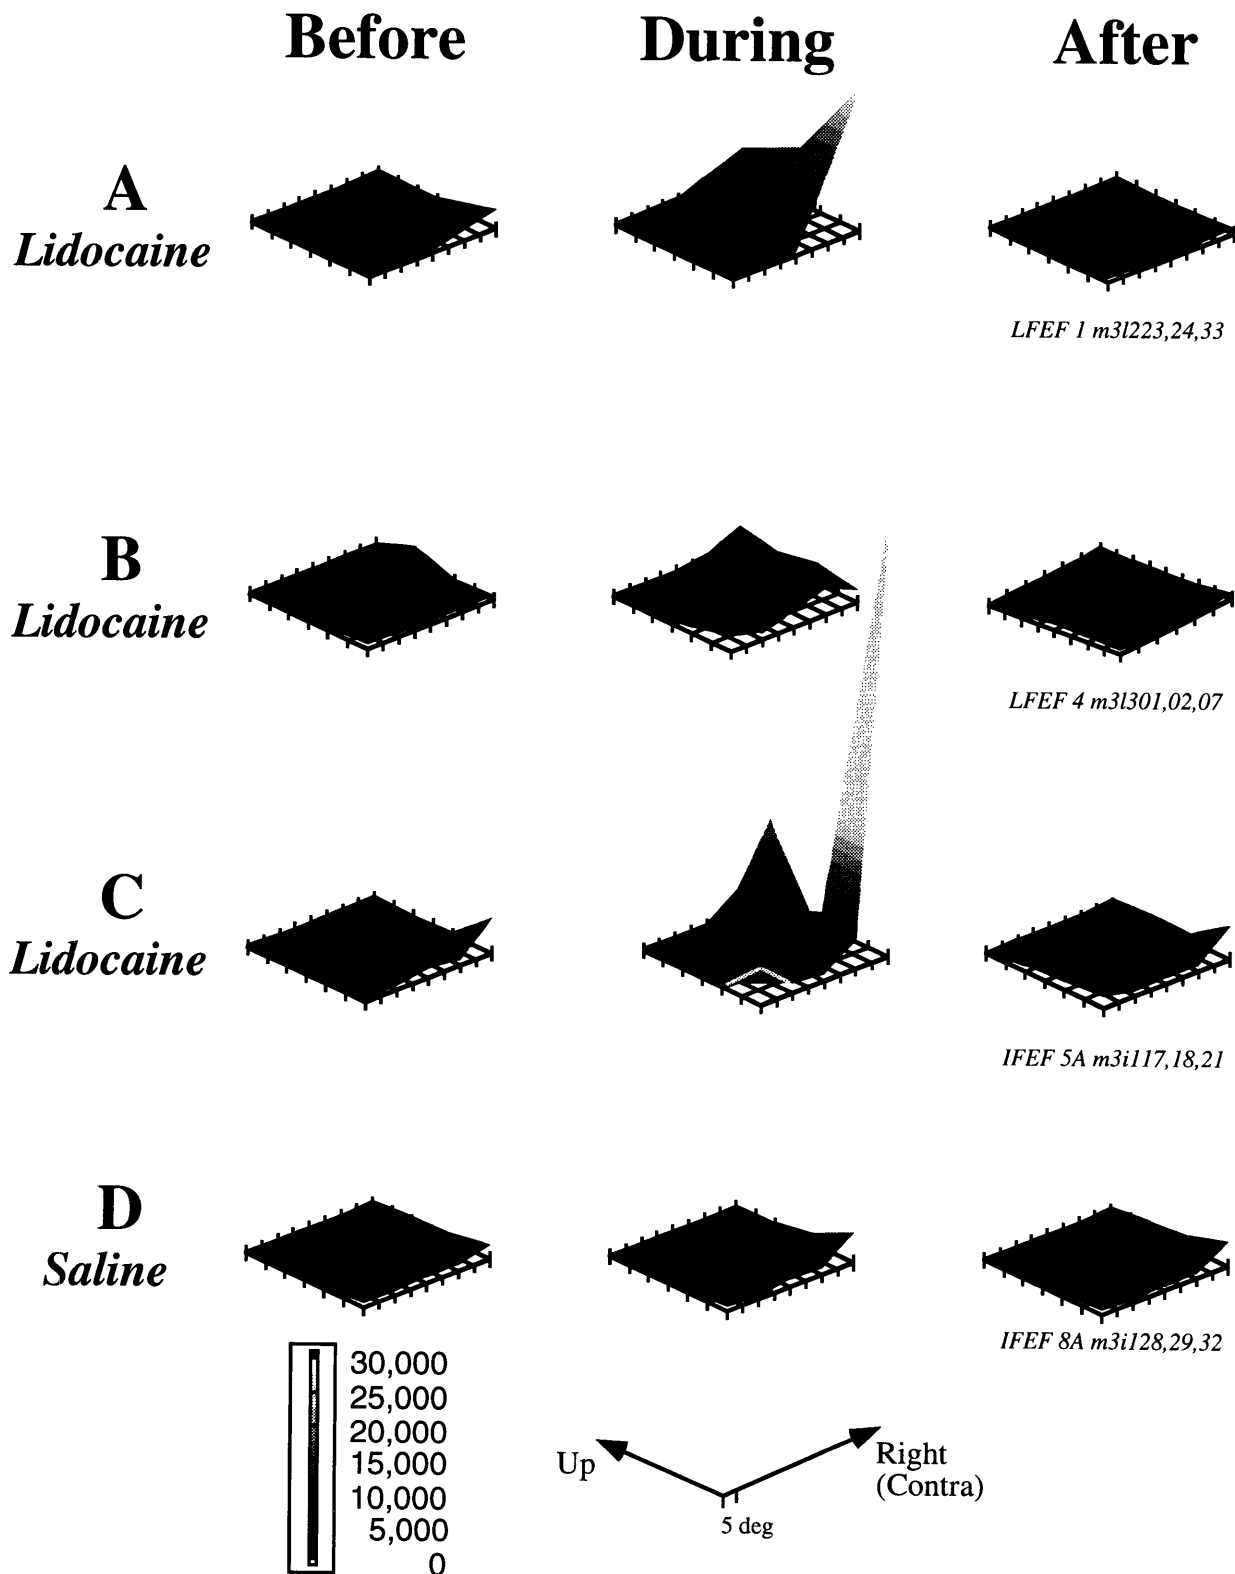 Before During After
A
Lidocaine
LFEF 1 m3l223,24,33
B
Lidocaine
LFEF 4 m3l301,02,07
C
Lidocaine
IFEF 5A m3i117,18,21
D
Saline
IFEF 8A m3i128,29,32
30,000
25,000
20,000
15,000
10,000
5,000
0
Up
Right
(Contra)
5 deg